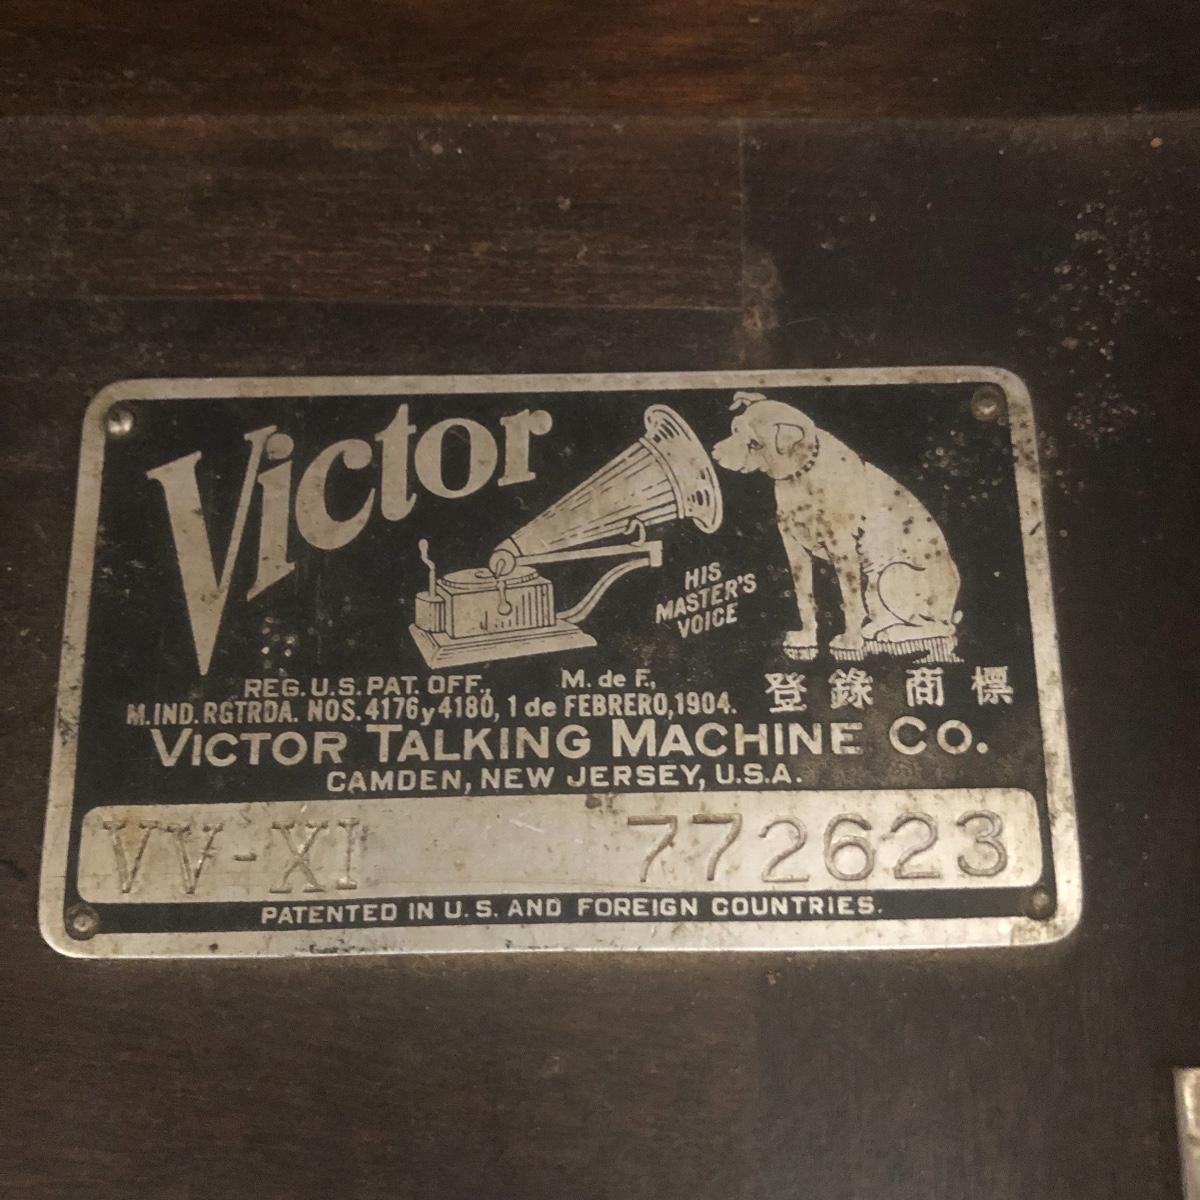 Victor
HIS
MASTER'S
VOICE
REG. U.S. PAT. OFF., M. de F.,
M.IND. RGTRDA. NOS. 4176 y 4180, 1 de FEBRERO, 1904.
登錄商標
VICTOR TALKING MACHINE CO.
CAMDEN, NEW JERSEY, U.S.A.
VV-XI 772623
PATENTED IN U.S. AND FOREIGN COUNTRIES.